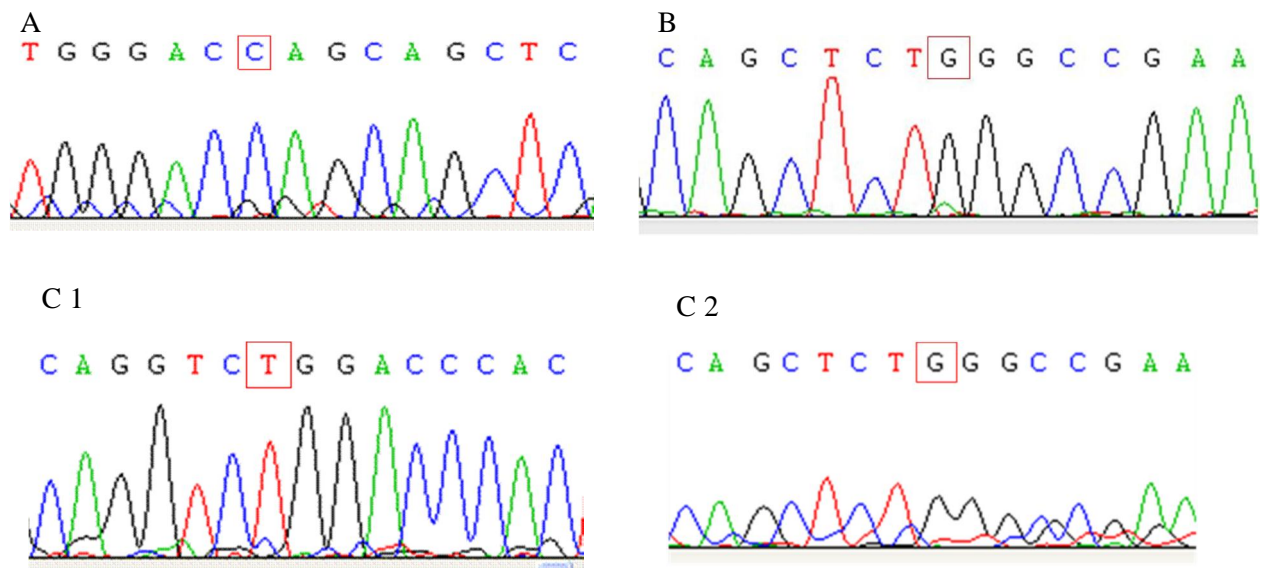 A
T G G G A C C A G C A G C T C
B
C A G C T C T G G G C C G A A
C 1
C A G G T C T G G A C C C A C
C 2
C A G C T C T G G G C C G A A